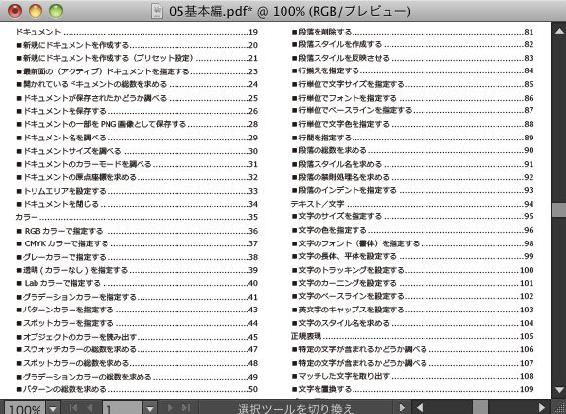 05基本編.pdf* @ 100% (RGB/プレビュー)
ドキュメント........19
■新規にドキュメントを作成する........20
■新規にドキュメントを作成する（プリセット設定）........21
■最前面の（アクティブ）ドキュメントを指定する........23
■開かれているドキュメントの総数を求める........24
■ドキュメントが保存されたかどうか調べる........25
■ドキュメントを保存する........26
■ドキュメントの一部をPNG画像として保存する........28
■ドキュメント名を調べる........29
■ドキュメントサイズを調べる........30
■ドキュメントのカラーモードを調べる........31
■ドキュメントの原点座標を求める........32
■トリムエリアを設定する........33
■ドキュメントを閉じる........34
カラー........35
■RGBカラーで指定する........36
■CMYKカラーで指定する........37
■グレーカラーで指定する........38
■透明(カラーなし)を指定する........39
■Labカラーで指定する........40
■グラデーションカラーを指定する........41
■パターンカラーを指定する........43
■スポットカラーを指定する........44
■オブジェクトのカラーを読み出す........45
■スウォッチカラーの総数を求める........47
■スポットカラーの総数を求める........48
■グラデーションカラーの総数を求める........49
■パターンの総数を求める........50
■段落を削除する........81
■段落スタイルを作成する........82
■段落スタイルを反映させる........83
■行揃えを指定する........84
■行単位で文字サイズを指定する........85
■行単位でフォントを指定する........86
■行単位でベースラインを指定する........87
■行単位で文字色を指定する........88
■行間を指定する........89
■段落の総数を求める........90
■段落スタイル名を求める........91
■段落の禁則処理名を求める........92
■段落のインデントを指定する........93
テキスト／文字........94
■文字のサイズを指定する........95
■文字の色を指定する........96
■文字のフォント（書体）を指定する........98
■文字の長体、平体を設定する........99
■文字のトラッキングを設定する........100
■文字のカーニングを設定する........101
■文字のベースラインを設定する........102
■英文字のキャップスを設定する........103
■文字のスタイル名を求める........104
正規表現........105
■特定の文字が含まれるかどうか調べる........106
■特定の文字が含まれるかどうか調べる........107
■マッチした文字を取り出す........108
■文字を置換する........109
100%
1
選択ツールを切り換え